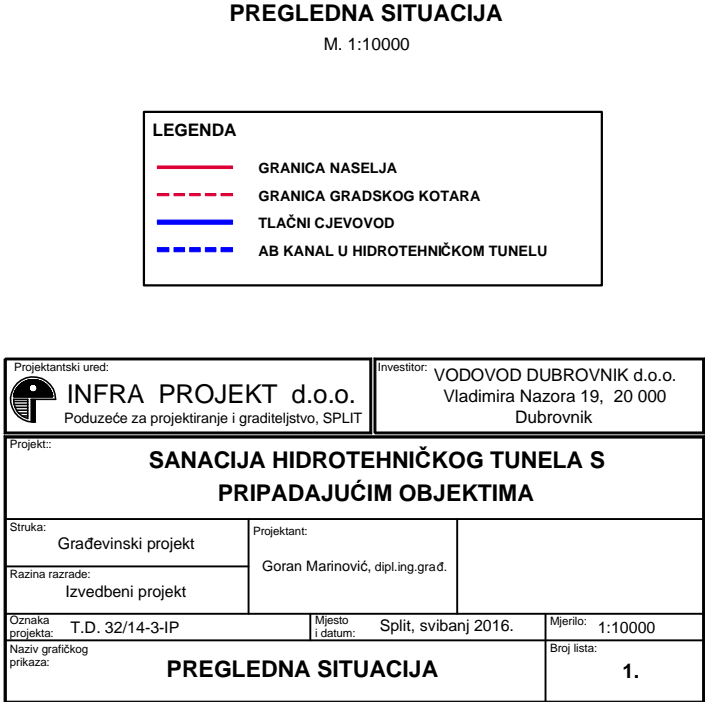 PREGLEDNA SITUACIJA
M. 1:10000
LEGENDA
GRANICA NASELJA
GRANICA GRADSKOG KOTARA
TLAČNI CJEVOVOD
AB KANAL U HIDROTEHNIČKOM TUNELU
Projektantski ured:
INFRA PROJEKT d.o.o.
Poduzeće za projektiranje i graditeljstvo, SPLIT
Investitor:
VODOVOD DUBROVNIK d.o.o.
Vladimira Nazora 19, 20 000
Dubrovnik
Projekt::
SANACIJA HIDROTEHNIČKOG TUNELA S
PRIPADAJUĆIM OBJEKTIMA
Struka:
Građevinski projekt
Projektant:
Goran Marinović, dipl.ing.građ.
Razina razrade:
Izvedbeni projekt
Oznaka
projekta:
T.D. 32/14-3-IP
Mjesto
i datum:
Split, svibanj 2016.
Mjerilo:
1:10000
Naziv grafičkog
prikaza:
PREGLEDNA SITUACIJA
Broj lista:
1.